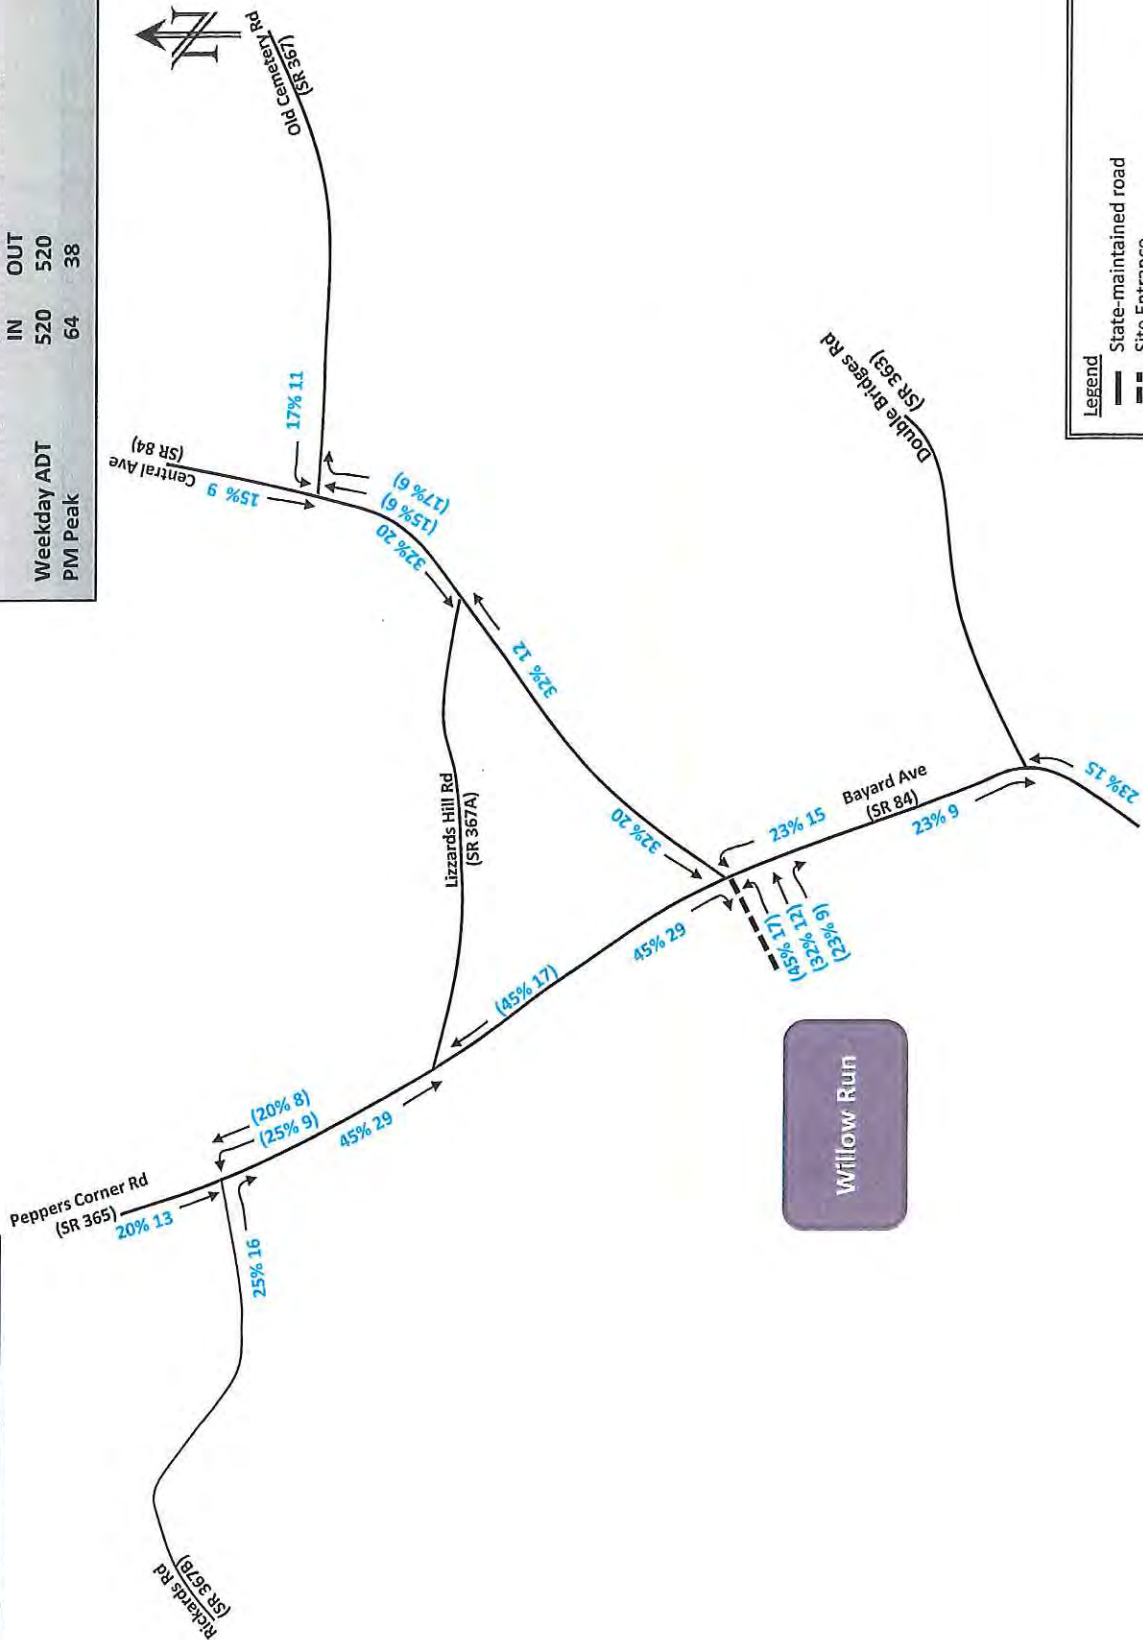 IN OUT
Weekday ADT 520 520
PM Peak 64 38
N
Old Cemetery Rd
(SR 367)
Central Ave
(SR 84)
15% 9
17% 11
(15% 6)
(17% 6)
32% 20
32% 12
Lizzards Hill Rd
(SR 367A)
Double Bridges Rd
(SR 363)
Peppers Corner Rd
(SR 365)
20% 13
(20% 8)
(25% 9)
25% 16
45% 29
Rickards Rd
(SR 367B)
(45% 17)
45% 29
32% 20
23% 15
Bayard Ave
(SR 84)
23% 9
23% 15
(45% 17)
(32% 12)
(23% 9)
Willow Run
Legend
State-maintained road
Site Entrance